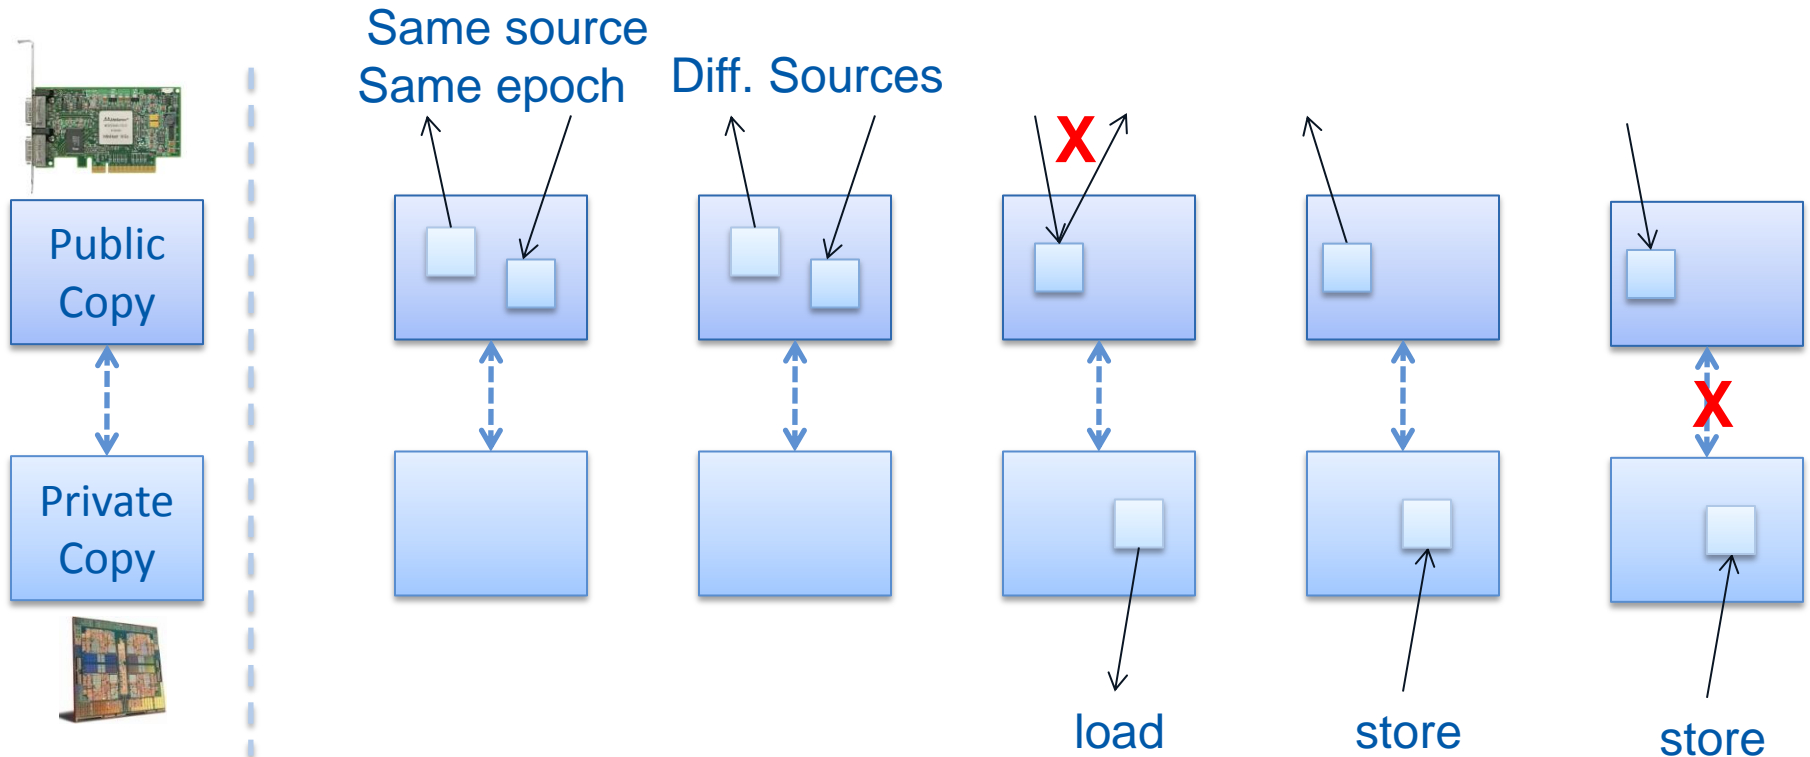 Same source
Same epoch
Diff. Sources
X
Public
Copy
X
Private
Copy
load
store
store